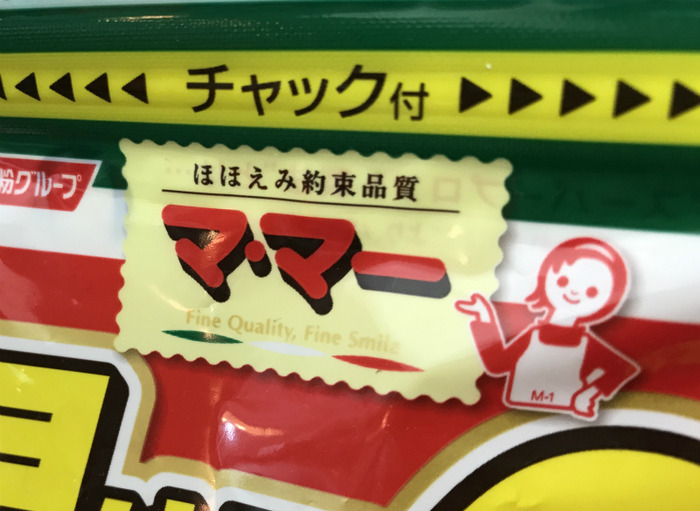 チャック付
粉グループ
ほほえみ約束品質
マ・マー
Fine Quality, Fine Smile
M-1